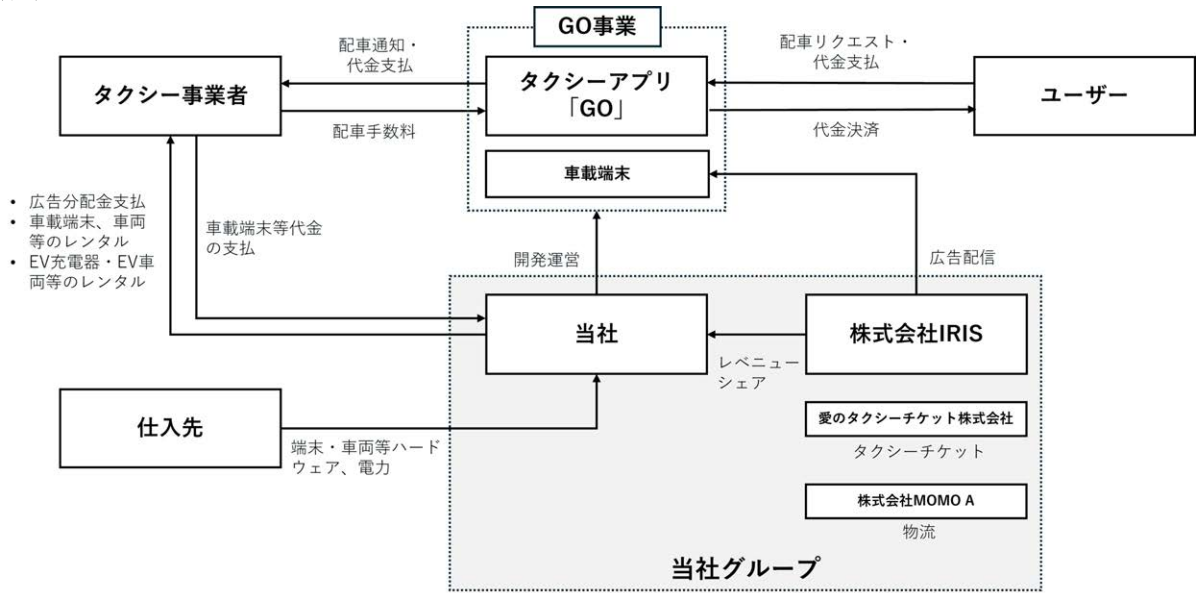 GO事業
配車通知・
代金支払
配車リクエスト・
代金支払
タクシー事業者
タクシーアプリ
「GO」
ユーザー
配車手数料
代金決済
車載端末
• 広告分配金支払
• 車載端末、車両
等のレンタル
• EV充電器・EV車
両等のレンタル
車載端末等代金
の支払
開発運営
広告配信
当社
株式会社IRIS
レベニュー
シェア
仕入先
端末・車両等ハード
ウェア、電力
愛のタクシーチケット株式会社
タクシーチケット
株式会社MOMO A
物流
当社グループ